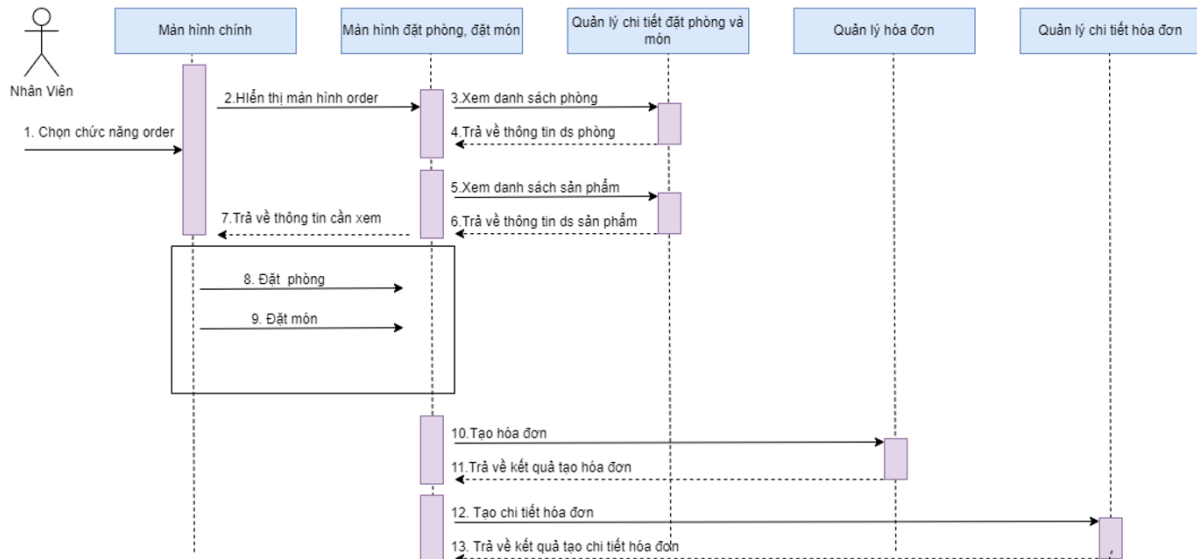 Màn hình chính
Màn hình đặt phòng, đặt món
Quản lý chi tiết đặt phòng và
món
Quản lý hóa đơn
Quản lý chi tiết hóa đơn
Nhân Viên
1. Chọn chức năng order
2.HIển thị màn hình order
3.Xem danh sách phòng
4.Trả về thông tin ds phòng
5.Xem danh sách sản phẩm
6.Trả về thông tin ds sản phẩm
7.Trả về thông tin cần xem
8. Đặt phòng
9. Đặt món
10.Tạo hóa đơn
11.Trả về kết quả tạo hóa đơn
12. Tạo chi tiết hóa đơn
13. Trả về kết quả tạo chi tiết hóa đơn